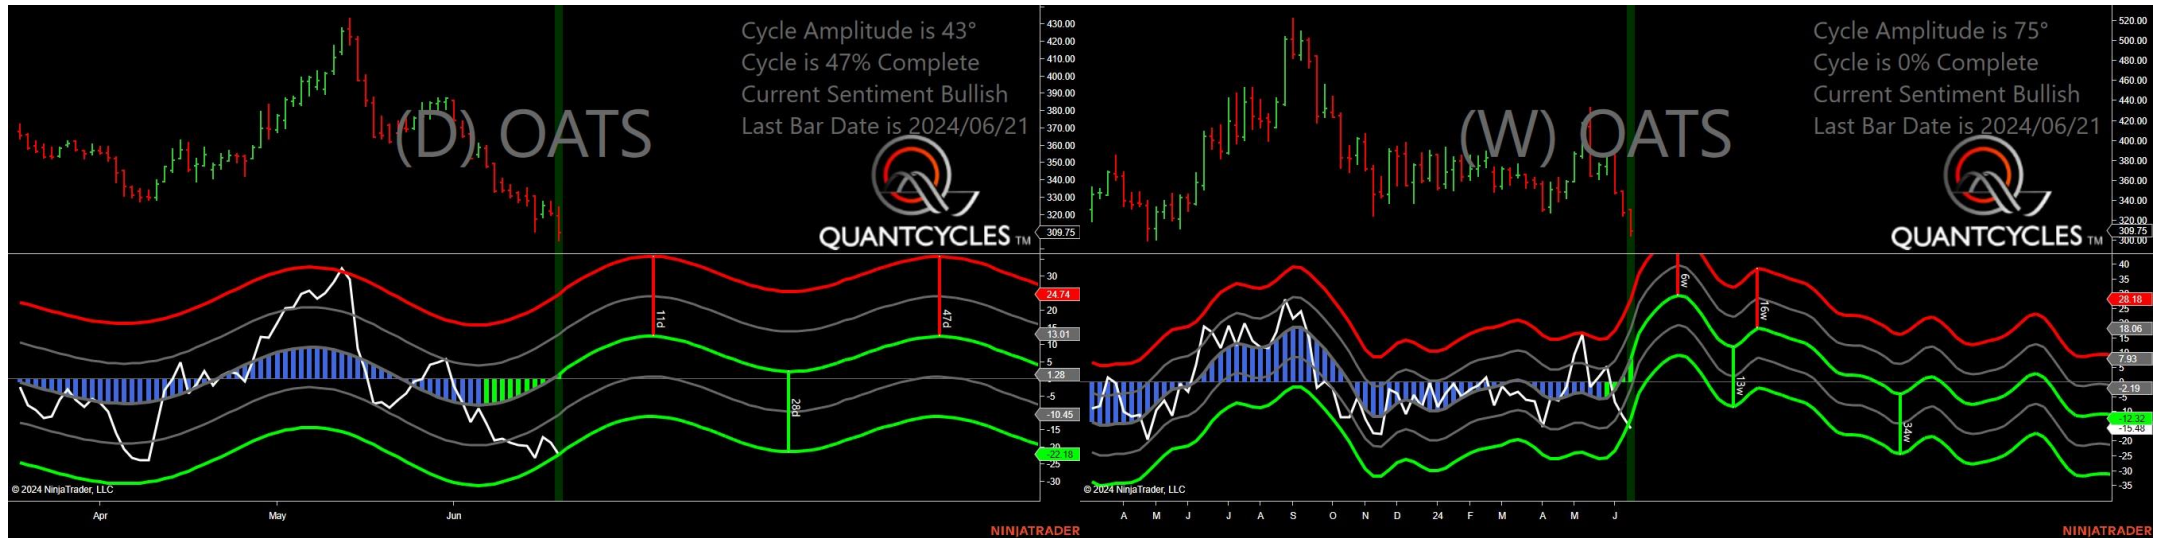 Cycle Amplitude is 43°
Cycle is 47% Complete
Current Sentiment Bullish
Last Bar Date is 2024/06/21
(D) OATS
QUANTCYCLES TM
430.00
420.00
410.00
400.00
390.00
380.00
370.00
360.00
350.00
340.00
330.00
320.00
309.75
30
24.74
20
13.01
10
5
1.28
-5
-10.45
-15
-22.18
-25
-30
11d
28d
47d
© 2024 NinjaTrader, LLC
Apr May Jun
NINJATRADER
Cycle Amplitude is 75°
Cycle is 0% Complete
Current Sentiment Bullish
Last Bar Date is 2024/06/21
(W) OATS
QUANTCYCLES TM
520.00
500.00
480.00
460.00
440.00
420.00
400.00
380.00
360.00
340.00
320.00
309.75
300.00
40
35
28.18
20
18.06
7.93
5
-2.19
-5
-12.32
-15.48
-20
-25
-30
-35
6w
13w
16w
34w
© 2024 NinjaTrader, LLC
A M J J A S O N D 24 F M A M J
NINJATRADER